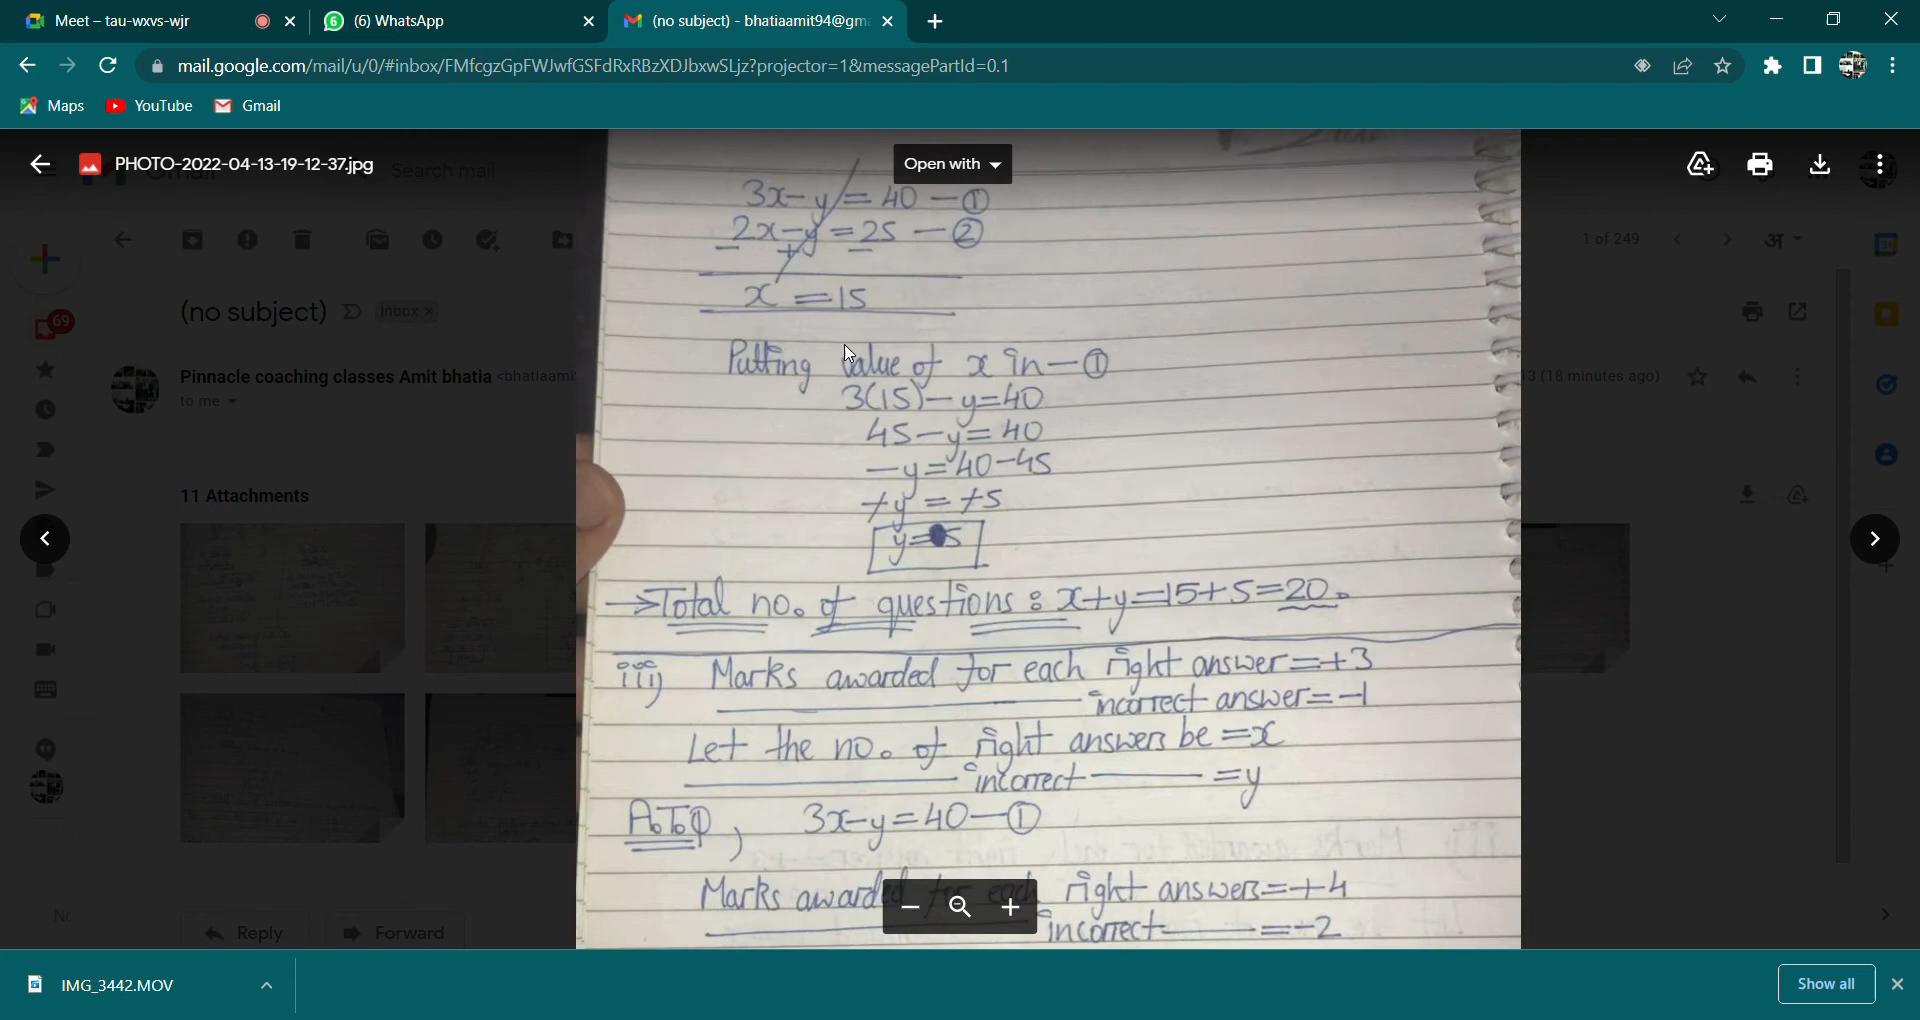 Meet – tau-wxvs-wjr
(6) WhatsApp
(no subject) - bhatiaamit94@gm
mail.google.com/mail/u/0/#inbox/FMfcgzGpFWJwfGSFdRxRBzXDJbxwSLjz?projector=1&messagePartId=0.1
Maps
YouTube
Gmail
PHOTO-2022-04-13-19-12-37.jpg
Search mail
Open with
1 of 249
अ
(no subject)
Inbox ×
69
Pinnacle coaching classes Amit bhatia <bhatiaami
13 (18 minutes ago)
to me
11 Attachments
3x-y=40-①
2x-y=25-②
- + -
x=15
Putting value of x in-①
3(15)-y=40
45-y=40
-y=40-45
+y=+5
y=5
→Total no. of questions: x+y=15+5=20.
iii) Marks awarded for each right answer=+3
incorrect answer=-1
Let the no. of right answers be=x
incorrect =y
A.T.Q, 3x-y=40-①
Marks awarded for each right answers=+4
incorrect =-2
Reply
Forward
IMG_3442.MOV
Show all